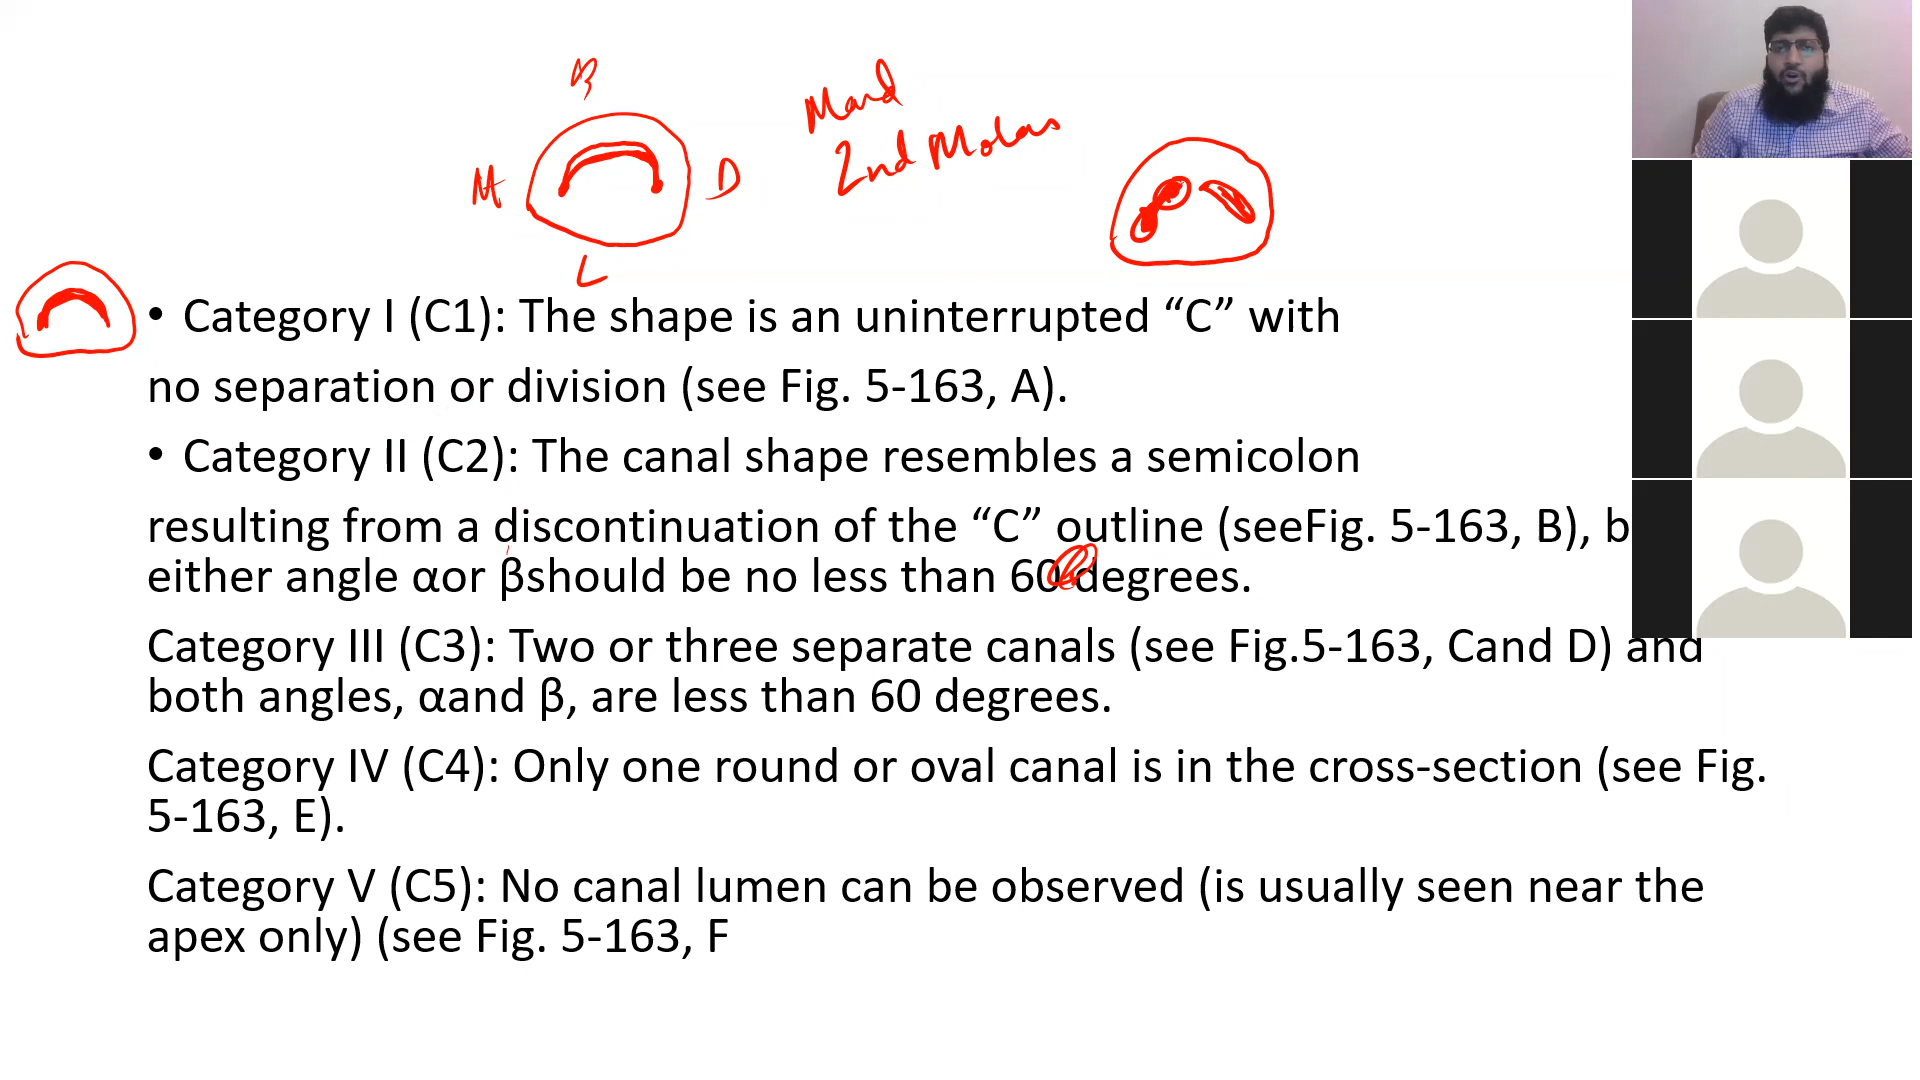 B
Mand
2nd Molars
M
D
L
• Category I (C1): The shape is an uninterrupted “C” with
no separation or division (see Fig. 5-163, A).
• Category II (C2): The canal shape resembles a semicolon
resulting from a discontinuation of the “C” outline (seeFig. 5-163, B), b
either angle αor βshould be no less than 60 degrees.
Category III (C3): Two or three separate canals (see Fig.5-163, Cand D) and
both angles, αand β, are less than 60 degrees.
Category IV (C4): Only one round or oval canal is in the cross-section (see Fig.
5-163, E).
Category V (C5): No canal lumen can be observed (is usually seen near the
apex only) (see Fig. 5-163, F